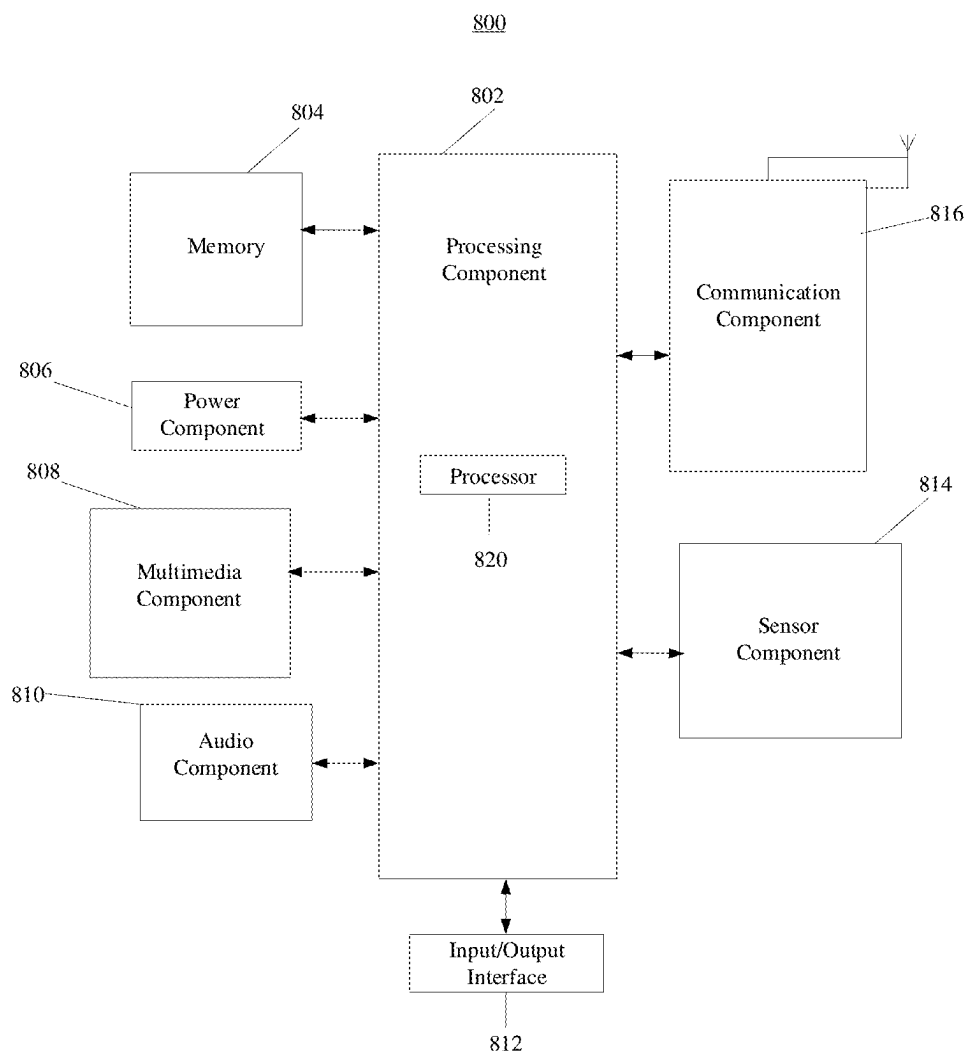 800
802
804
Memory
Processing
Component
816
Communication
Component
806
Power
Component
808
Processor
820
814
Multimedia
Component
Sensor
Component
810
Audio
Component
Input/Output
Interface
812